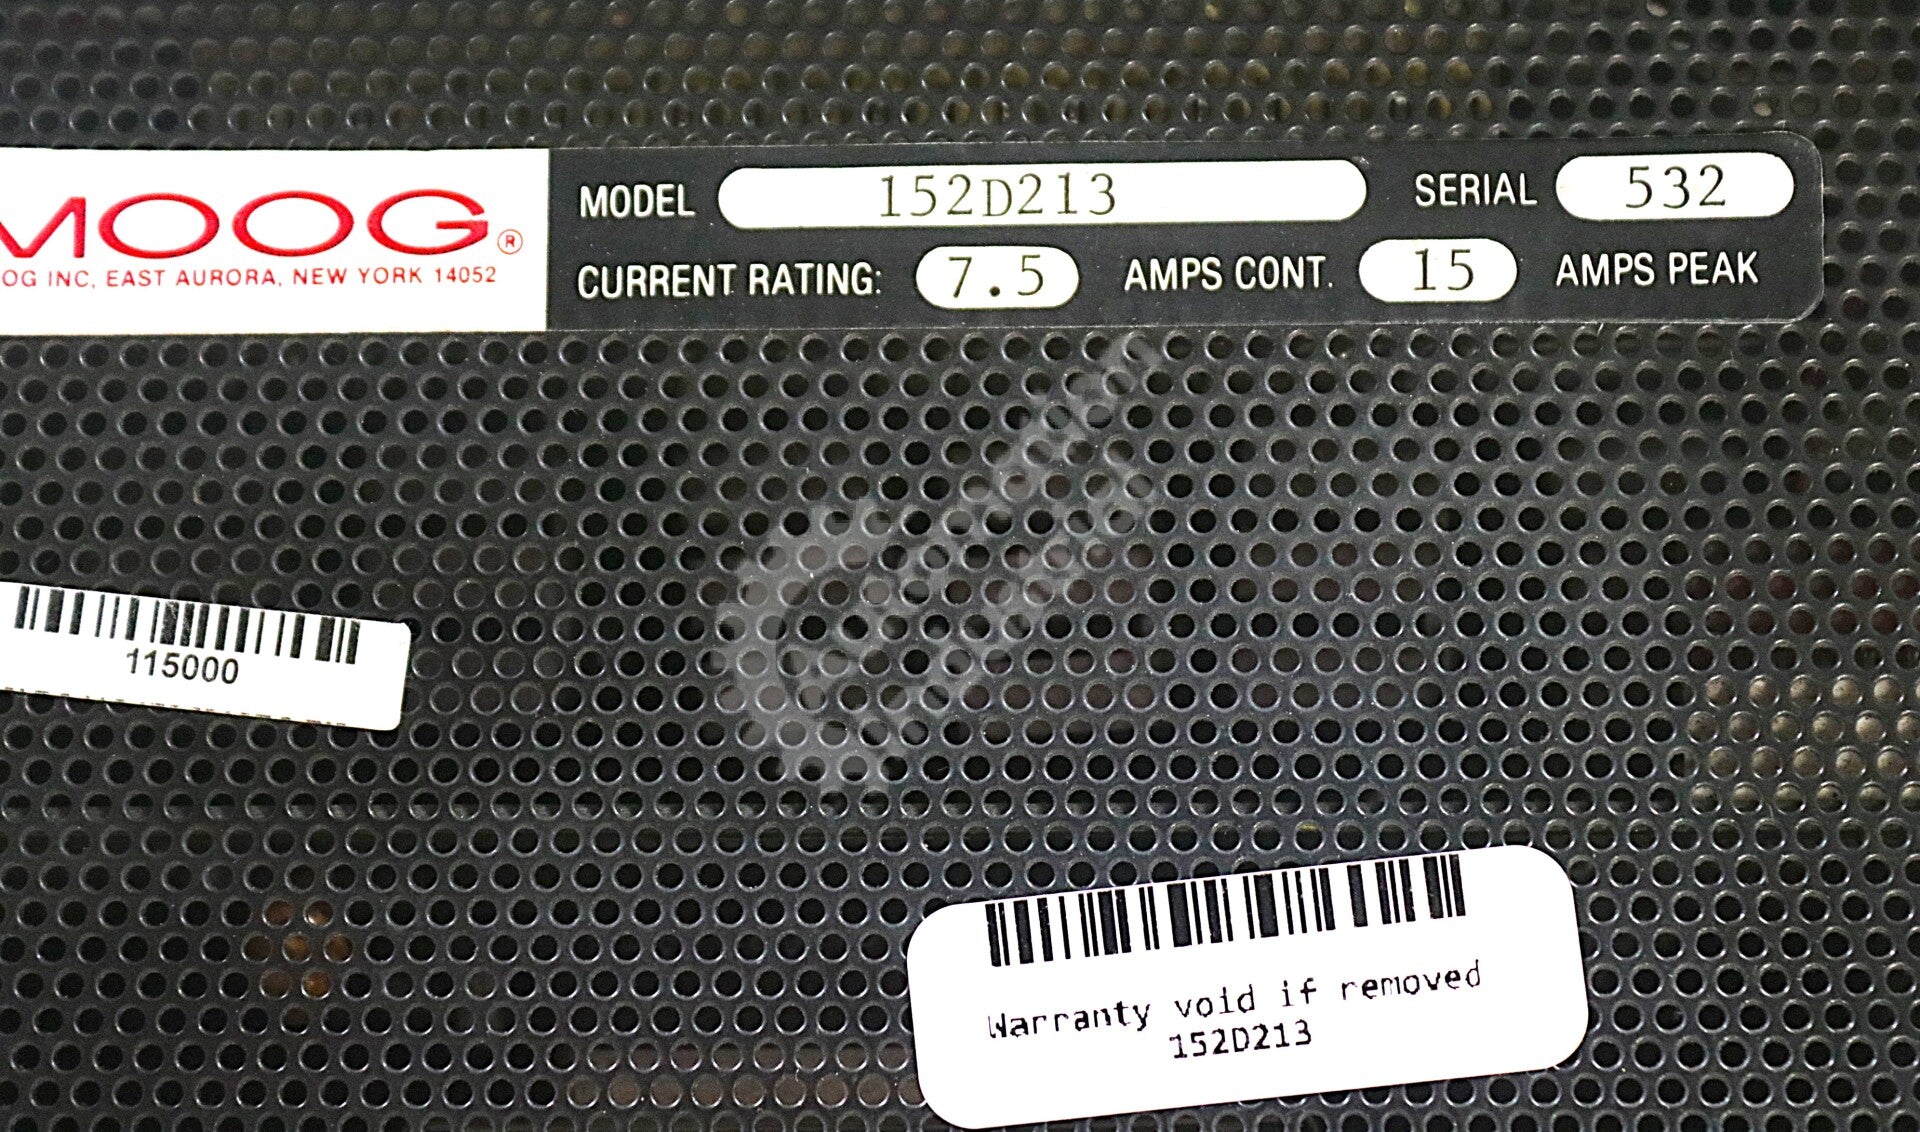 MOOG®
OG INC, EAST AURORA, NEW YORK 14052
MODEL 152D213 SERIAL 532
CURRENT RATING: 7.5 AMPS CONT. 15 AMPS PEAK
115000
Warranty void if removed
152D213